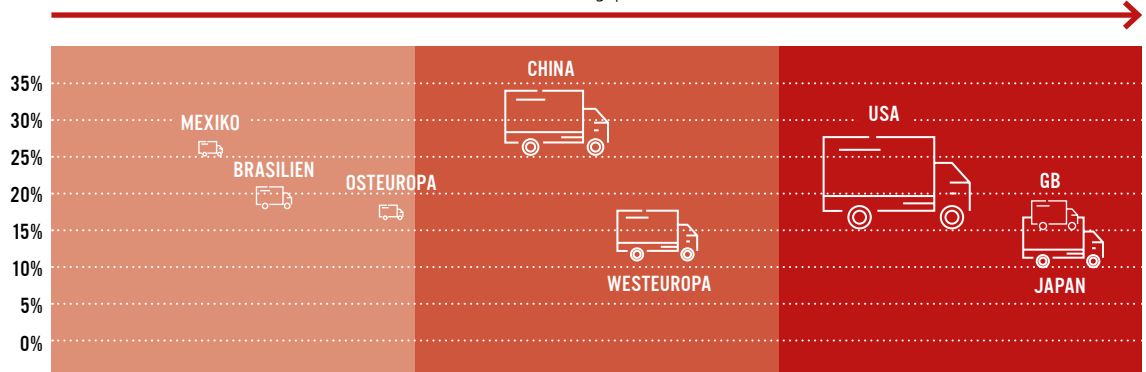 35%
30%
25%
20%
15%
10%
5%
0%
CHINA
MEXIKO
USA
BRASILIEN
OSTEUROPA
GB
WESTEUROPA
JAPAN